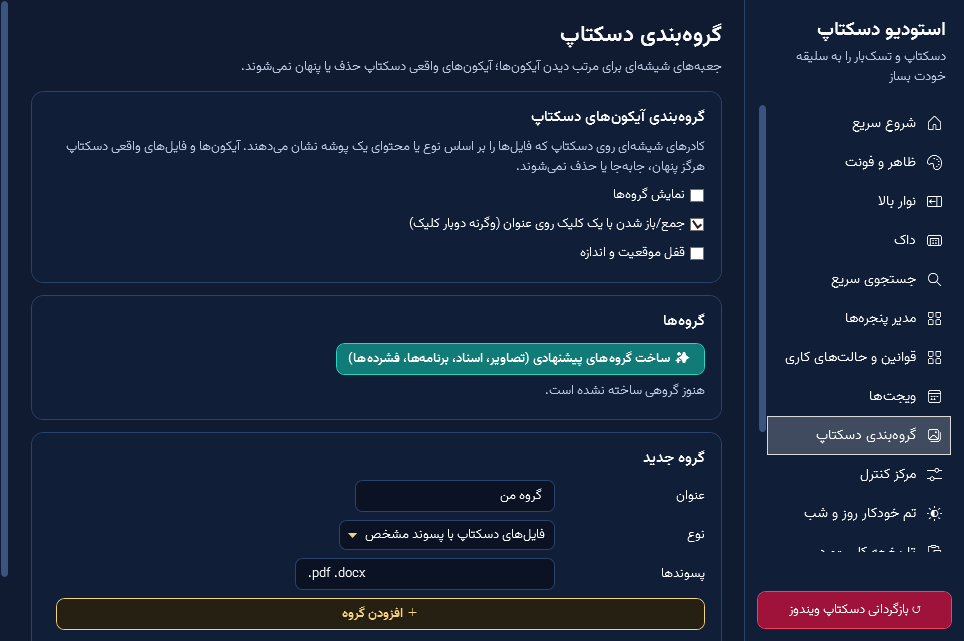 استودیو دسکتاپ
دسکتاپ و تسک‌بار را به سلیقه
خودت بساز
شروع سریع
ظاهر و فونت
نوار بالا
داک
جستجوی سریع
مدیر پنجره‌ها
قوانین و حالت‌های کاری
ویجت‌ها
گروه‌بندی دسکتاپ
مرکز کنترل
تم خودکار روز و شب
↺ بازگردانی دسکتاپ ویندوز
گروه‌بندی دسکتاپ
جعبه‌های شیشه‌ای برای مرتب دیدن آیکون‌ها؛ آیکون‌های واقعی دسکتاپ حذف یا پنهان نمی‌شوند.
گروه‌بندی آیکون‌های دسکتاپ
کادرهای شیشه‌ای روی دسکتاپ که فایل‌ها را بر اساس نوع یا محتوای یک پوشه نشان می‌دهند. آیکون‌ها و فایل‌های واقعی دسکتاپ
هرگز پنهان، جابه‌جا یا حذف نمی‌شوند.
نمایش گروه‌ها
جمع/باز شدن با یک کلیک روی عنوان (وگرنه دوبار کلیک)
قفل موقعیت و اندازه
گروه‌ها
ساخت گروه‌های پیشنهادی (تصاویر، اسناد، برنامه‌ها، فشرده‌ها)
هنوز گروهی ساخته نشده است.
گروه جدید
عنوان
گروه من
نوع
فایل‌های دسکتاپ با پسوند مشخص
پسوندها
.pdf .docx
+ افزودن گروه